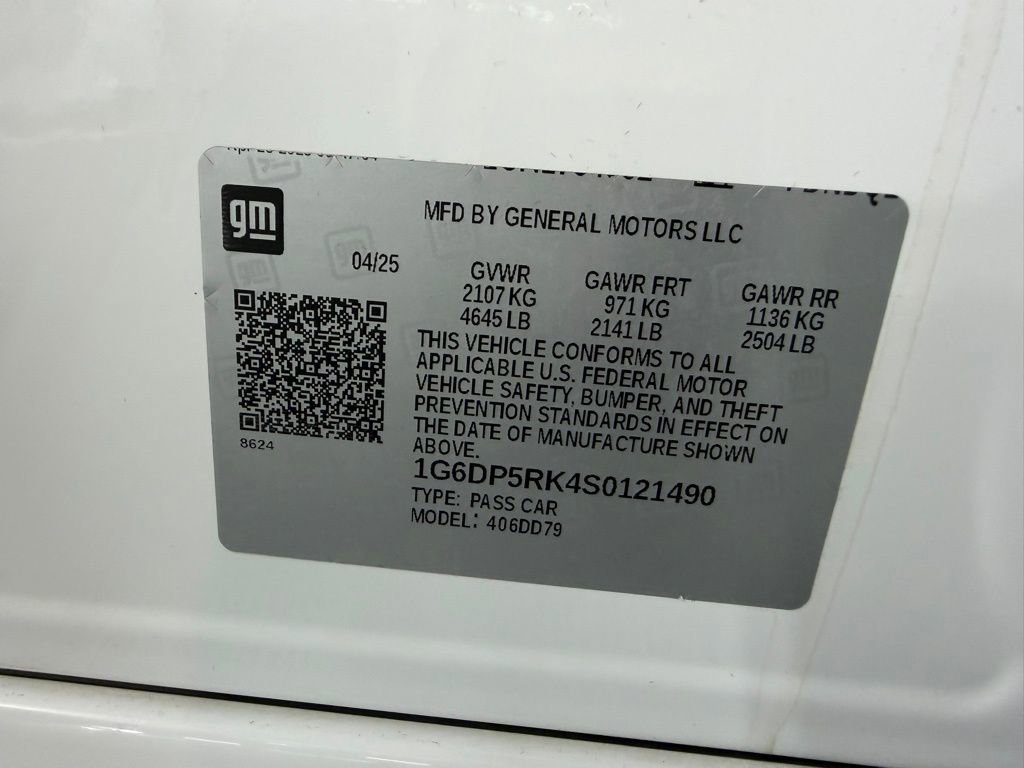 gm
MFD BY GENERAL MOTORS LLC
04/25
GVWR
2107 KG
4645 LB
GAWR FRT
971 KG
2141 LB
GAWR RR
1136 KG
2504 LB
THIS VEHICLE CONFORMS TO ALL
APPLICABLE U.S. FEDERAL MOTOR
VEHICLE SAFETY, BUMPER, AND THEFT
PREVENTION STANDARDS IN EFFECT ON
THE DATE OF MANUFACTURE SHOWN
ABOVE.
8624
1G6DP5RK4S0121490
TYPE: PASS CAR
MODEL: 406DD79